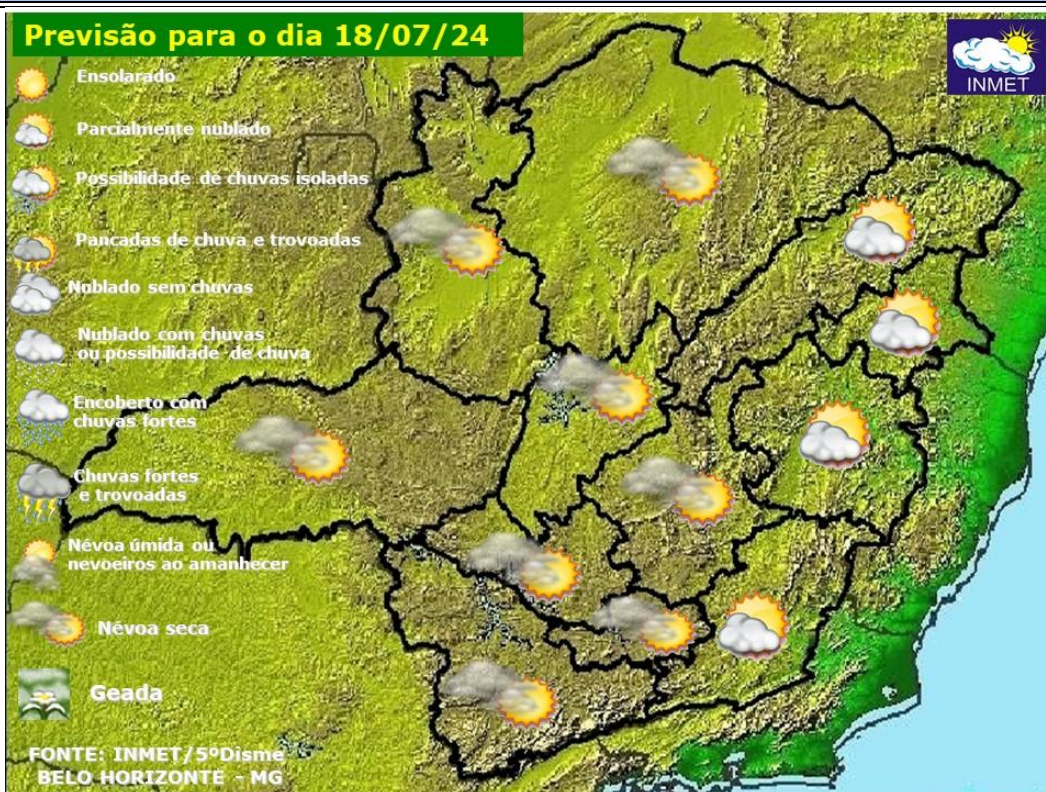 Previsão para o dia 18/07/24
INMET
Ensolarado
Parcialmente nublado
Possibilidade de chuvas isoladas
Pancadas de chuva e trovoadas
Nublado sem chuvas
Nublado com chuvas
ou possibilidade de chuva
Encoberto com
chuvas fortes
Chuvas fortes
e trovoadas
Névoa úmida ou
nevoeiros ao amanhecer
Névoa seca
Geada
FONTE: INMET/5ºDisme
BELO HORIZONTE - MG